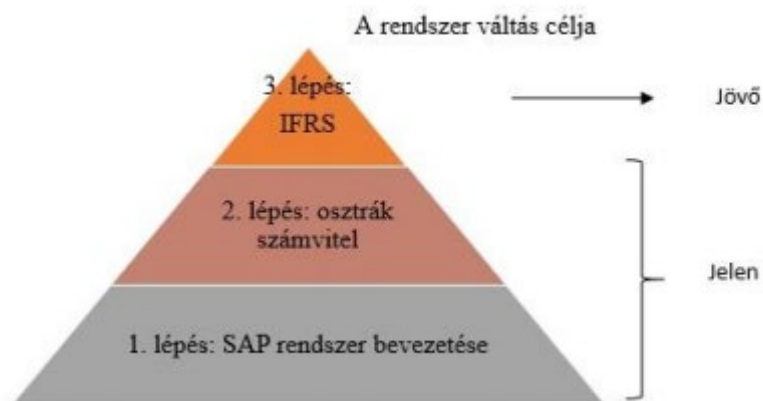 A rendszer váltás célja
3. lépés:
IFRS
Jövő
2. lépés: osztrák
számvitel
Jelen
1. lépés: SAP rendszer bevezetése